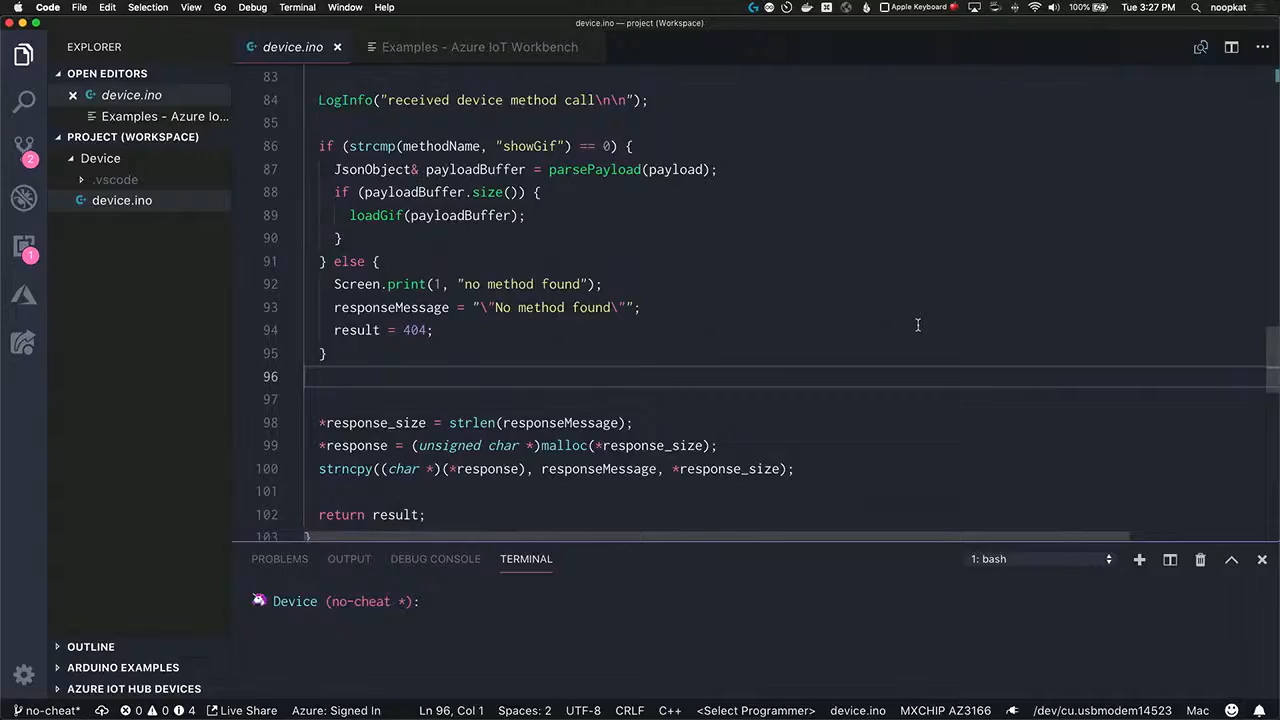 Code File Edit Selection View Go Debug Terminal Window Help Apple Keyboard 100% Tue 3:27 PM noopkat
device.ino — project (Workspace)
EXPLORER
device.ino
Examples - Azure IoT Workbench
OPEN EDITORS
device.ino
Examples - Azure Io...
PROJECT (WORKSPACE)
Device
.vscode
device.ino
2
1
83
84 LogInfo("received device method call\n\n");
85
86 if (strcmp(methodName, "showGif") == 0) {
87 JsonObject& payloadBuffer = parsePayload(payload);
88 if (payloadBuffer.size()) {
89 loadGif(payloadBuffer);
90 }
91 } else {
92 Screen.print(1, "no method found");
93 responseMessage = "\"No method found\"";
94 result = 404;
95 }
96
97
98 *response_size = strlen(responseMessage);
99 *response = (unsigned char *)malloc(*response_size);
100 strncpy((char *)(*response), responseMessage, *response_size);
101
102 return result;
103 }
PROBLEMS OUTPUT DEBUG CONSOLE TERMINAL 1: bash
Device (no-cheat *):
OUTLINE
ARDUINO EXAMPLES
AZURE IOT HUB DEVICES
no-cheat* 0 0 4 Live Share Azure: Signed In Ln 96, Col 1 Spaces: 2 UTF-8 CRLF C++ <Select Programmer> device.ino MXCHIP AZ3166 /dev/cu.usbmodem14523 Mac